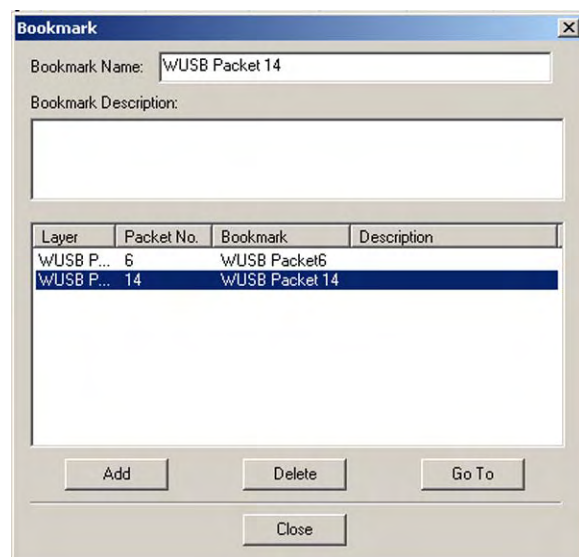 Bookmark
Bookmark Name: WUSB Packet 14
Bookmark Description:
Layer Packet No. Bookmark Description
WUSB P... 6 WUSB Packet6
WUSB P... 14 WUSB Packet 14
Add Delete Go To
Close